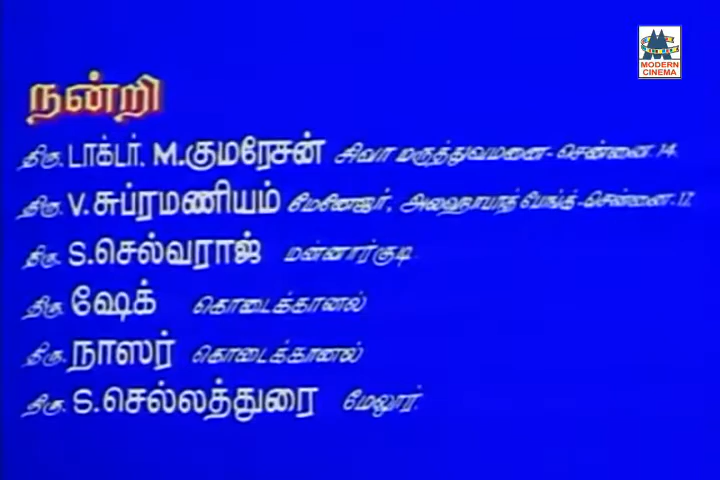 MODERN
CINEMA
நன்றி
திரு. டாக்டர். M.குமரேசன் சிவா மருத்துவமனை - சென்னை. 14.
திரு. V.சுப்ரமணியம் மேனேஜர், அலஹாபாத் பேங்க் - சென்னை - 17.
திரு. S.செல்வராஜ் மன்னார்குடி
திரு. ஷேக் கொடைக்கானல்
திரு. நாஸர் கொடைக்கானல்
திரு. S.செல்லத்துரை மேலூர்.